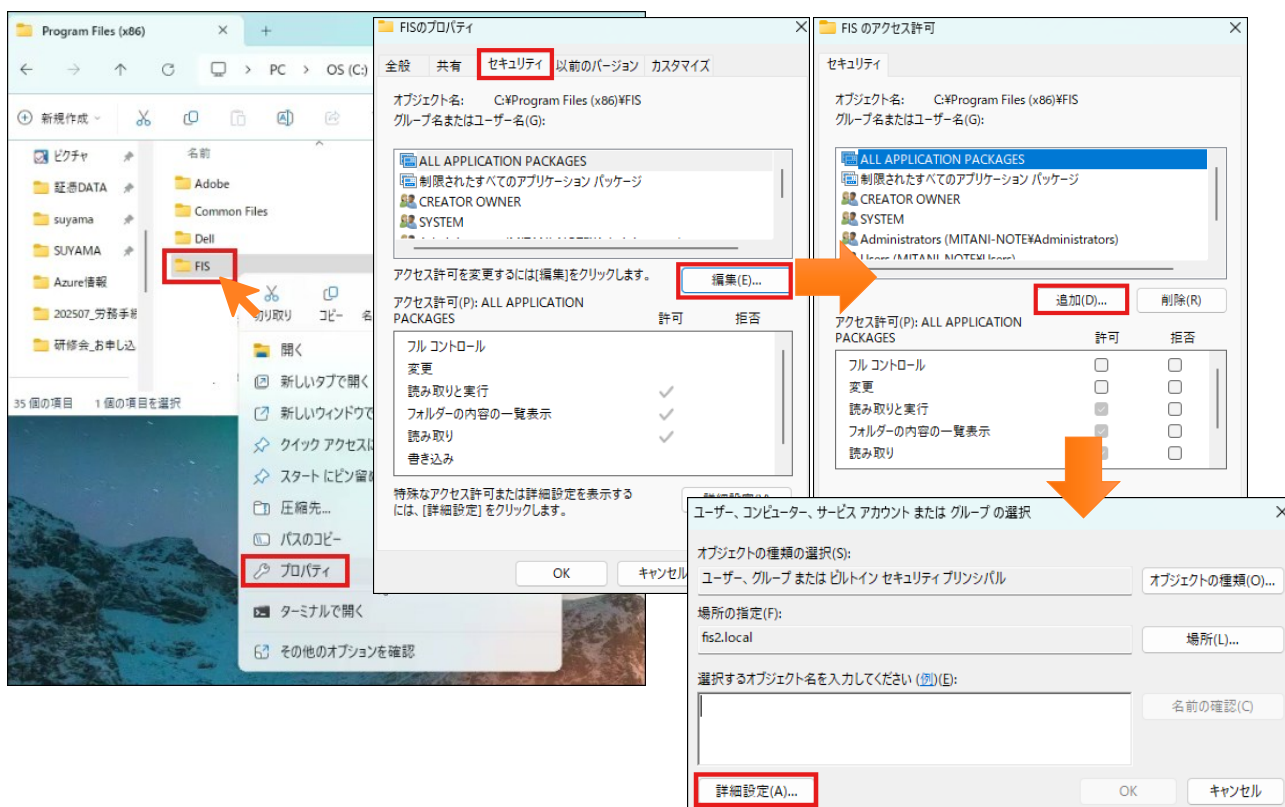 Program Files (x86)
PC > OS (C:)
新規作成
ピクチャ
証憑DATA
suyama
SUYAMA
Azure情報
202507_労務手続
研修会_お申し込
名前
Adobe
Common Files
Dell
FIS
35 個の項目 1 個の項目を選択
切り取り コピー 名
開く
新しいタブで開く
新しいウィンドウで
クイック アクセスに
スタート にピン留め
圧縮先...
パスのコピー
プロパティ
ターミナルで開く
その他のオプションを確認
FISのプロパティ
全般 共有 セキュリティ 以前のバージョン カスタマイズ
オブジェクト名: C:¥Program Files (x86)¥FIS
グループ名またはユーザー名(G):
ALL APPLICATION PACKAGES
制限されたすべてのアプリケーション パッケージ
CREATOR OWNER
SYSTEM
アクセス許可を変更するには[編集]をクリックします。
編集(E)...
アクセス許可(P): ALL APPLICATION
PACKAGES 許可 拒否
フル コントロール
変更
読み取りと実行
フォルダーの内容の一覧表示
読み取り
書き込み
特殊なアクセス許可または詳細設定を表示する
には、[詳細設定] をクリックします。
OK キャンセル
FIS のアクセス許可
セキュリティ
オブジェクト名: C:¥Program Files (x86)¥FIS
グループ名またはユーザー名(G):
ALL APPLICATION PACKAGES
制限されたすべてのアプリケーション パッケージ
CREATOR OWNER
SYSTEM
Administrators (MITANI-NOTE¥Administrators)
Users (MITANI-NOTE¥Users)
追加(D)... 削除(R)
アクセス許可(P): ALL APPLICATION
PACKAGES 許可 拒否
フル コントロール
変更
読み取りと実行
フォルダーの内容の一覧表示
読み取り
ユーザー、コンピューター、サービス アカウント または グループ の選択
オブジェクトの種類の選択(S):
ユーザー、グループ または ビルトイン セキュリティ プリンシパル
オブジェクトの種類(O)...
場所の指定(F):
fis2.local
場所(L)...
選択するオブジェクト名を入力してください (例)(E):
名前の確認(C)
詳細設定(A)...
OK キャンセル